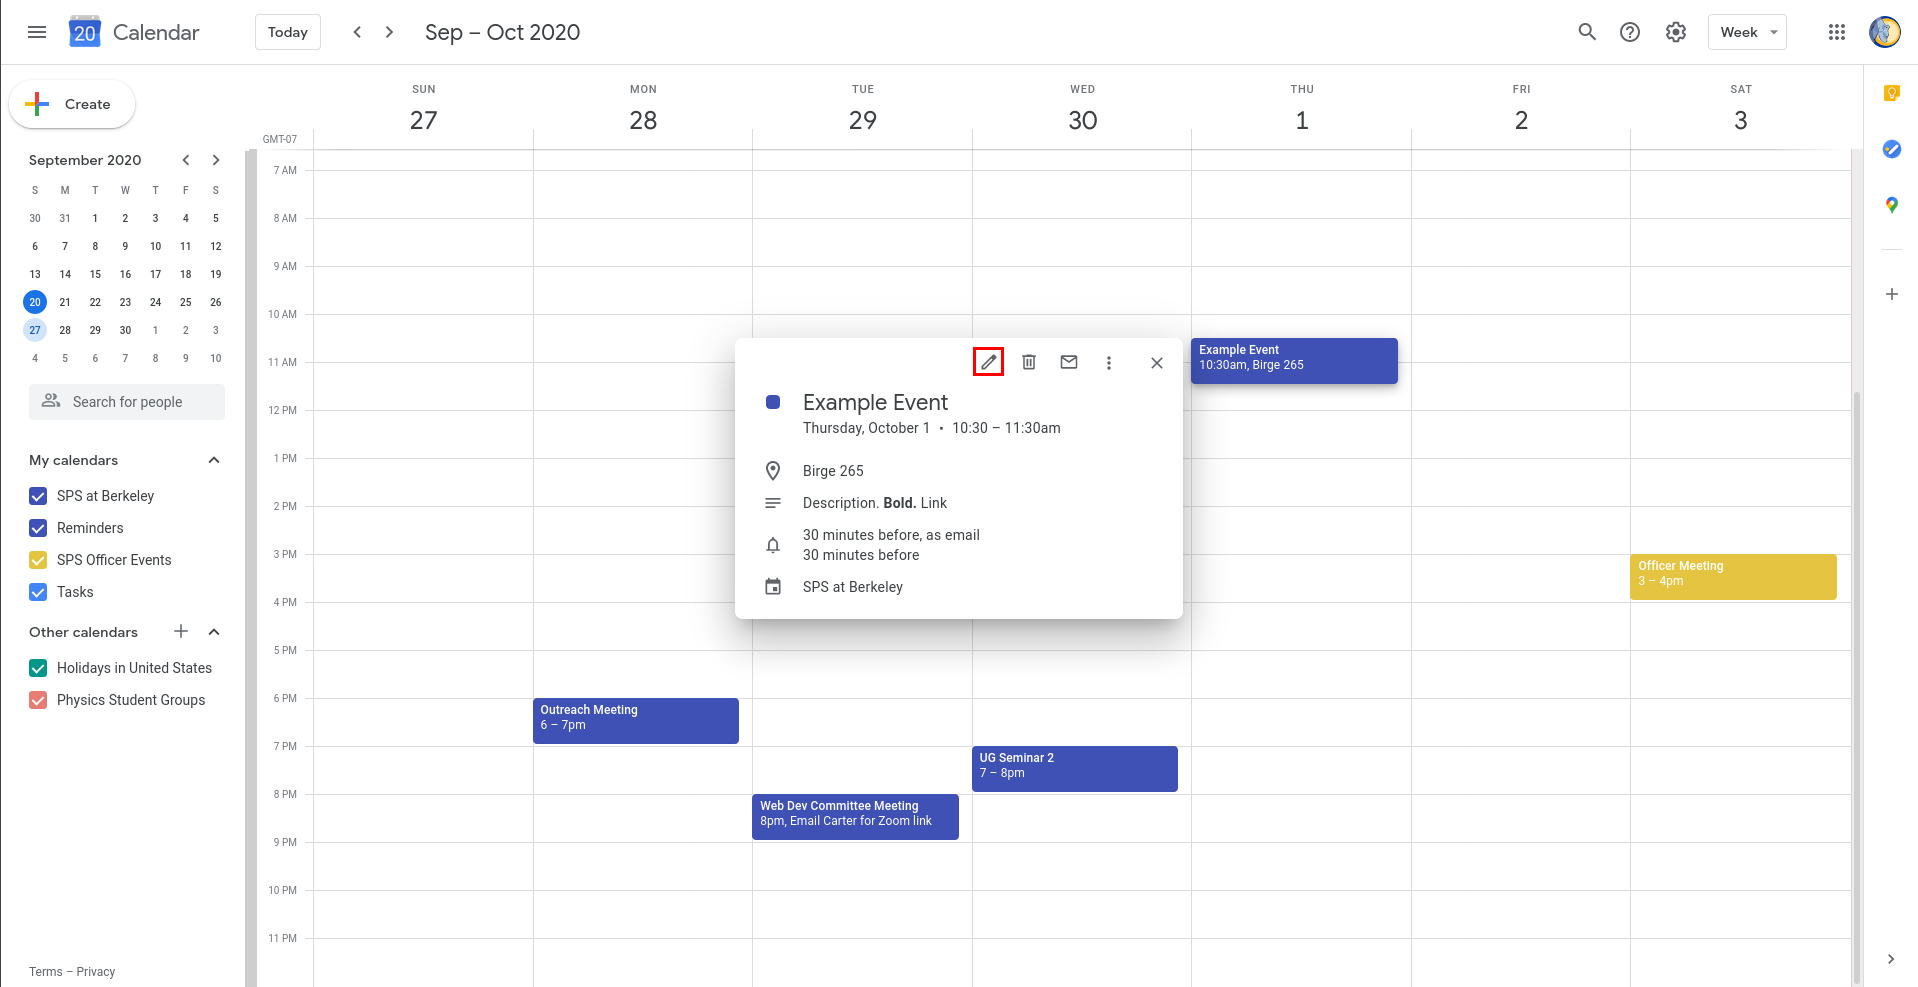 20 Calendar Today Sep – Oct 2020 Week
Create
September 2020
S M T W T F S
30 31 1 2 3 4 5
6 7 8 9 10 11 12
13 14 15 16 17 18 19
20 21 22 23 24 25 26
27 28 29 30 1 2 3
4 5 6 7 8 9 10
Search for people
My calendars
SPS at Berkeley
Reminders
SPS Officer Events
Tasks
Other calendars
Holidays in United States
Physics Student Groups
Terms – Privacy
SUN MON TUE WED THU FRI SAT
27 28 29 30 1 2 3
GMT-07
7 AM
8 AM
9 AM
10 AM
11 AM
12 PM
1 PM
2 PM
3 PM
4 PM
5 PM
6 PM
7 PM
8 PM
9 PM
10 PM
11 PM
Example Event
10:30am, Birge 265
Example Event
Thursday, October 1 • 10:30 – 11:30am
Birge 265
Description. Bold. Link
30 minutes before, as email
30 minutes before
SPS at Berkeley
Officer Meeting
3 – 4pm
Outreach Meeting
6 – 7pm
UG Seminar 2
7 – 8pm
Web Dev Committee Meeting
8pm, Email Carter for Zoom link